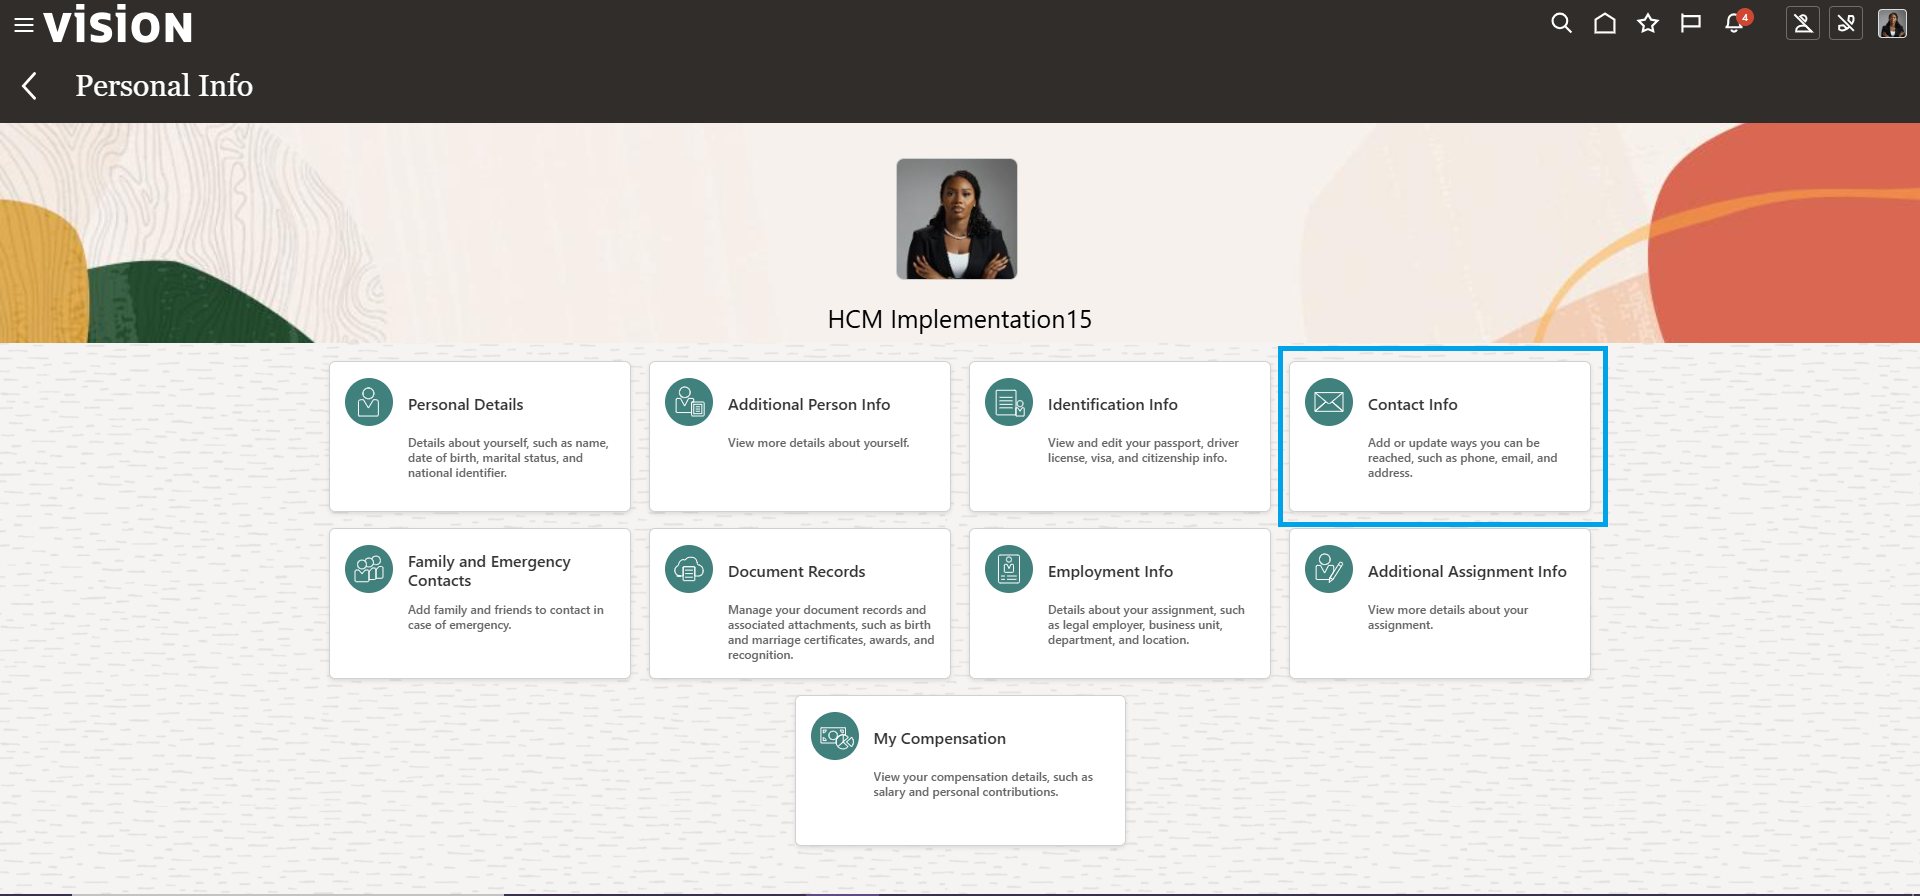 VISION
4
Personal Info
HCM Implementation15
Personal Details
Details about yourself, such as name,
date of birth, marital status, and
national identifier.
Additional Person Info
View more details about yourself.
Identification Info
View and edit your passport, driver
license, visa, and citizenship info.
Contact Info
Add or update ways you can be
reached, such as phone, email, and
address.
Family and Emergency
Contacts
Add family and friends to contact in
case of emergency.
Document Records
Manage your document records and
associated attachments, such as birth
and marriage certificates, awards, and
recognition.
Employment Info
Details about your assignment, such
as legal employer, business unit,
department, and location.
Additional Assignment Info
View more details about your
assignment.
My Compensation
View your compensation details, such as
salary and personal contributions.